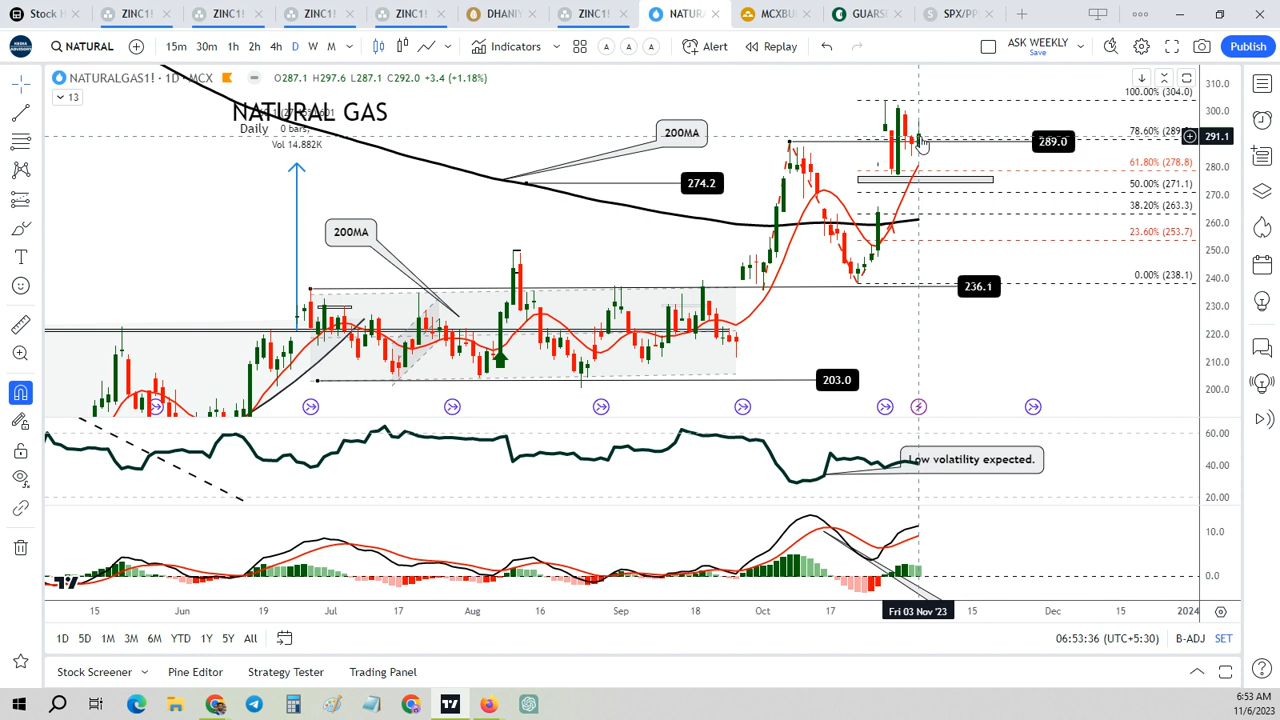 Stock H
ZINC1!
ZINC1!
ZINC1!
ZINC1!
DHANIY
ZINC1!
NATUR
MCXBU
GUARSE
SPX/PP
NATURAL
15m 30m 1h 2h 4h D W M
Indicators
A A A
Alert
Replay
ASK WEEKLY
Save
Publish
NATURALGAS1! · 1D · MCX
O287.1 H297.6 L287.1 C292.0 +3.4 (+1.18%)
13
NATURAL GAS
Daily
0 bars,
Vol 14.882K
200MA
274.2
200MA
289.0
236.1
203.0
100.00% (304.0)
61.80% (278.8)
50.00% (271.1)
38.20% (263.3)
23.60% (253.7)
0.00% (238.1)
310.0
300.0
291.1
280.0
270.0
260.0
250.0
240.0
230.0
220.0
210.0
200.0
Low volatility expected.
60.00
40.00
20.00
10.0
0.0
15 Jun 19 Jul 17 Aug 16 Sep 18 Oct 17 Fri 03 Nov '23 15 Dec 15 2024
1D 5D 1M 3M 6M YTD 1Y 5Y All
06:53:36 (UTC+5:30)
B-ADJ
SET
Stock Screener
Pine Editor
Strategy Tester
Trading Panel
6:53 AM
11/6/2023